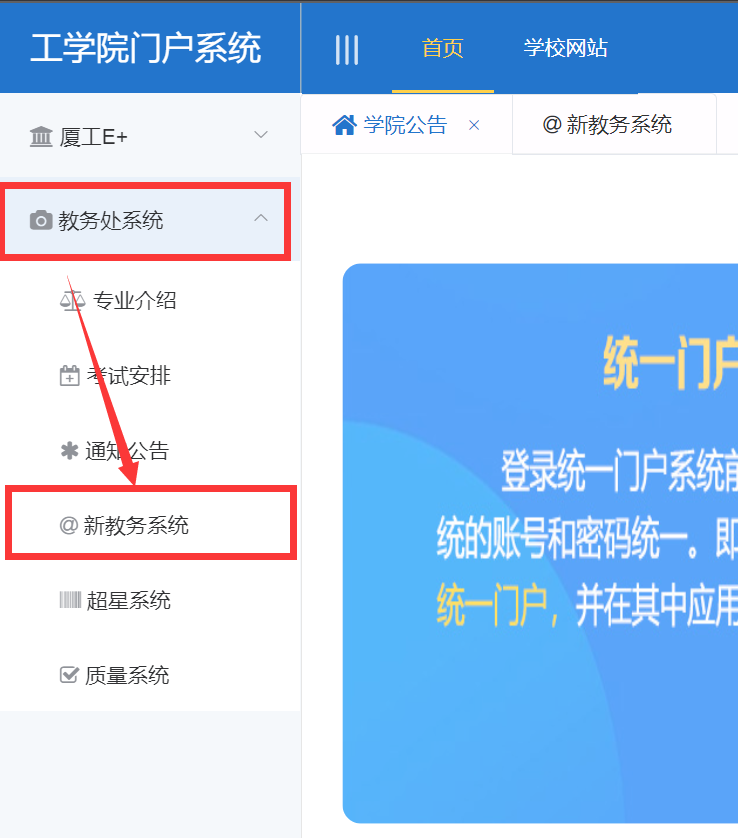 工学院门户系统
首页
学校网站
厦工E+
学院公告 ×
@ 新教务系统
教务处系统
专业介绍
考试安排
通知公告
@ 新教务系统
超星系统
质量系统
统一门户
登录统一门户系统前
统的账号和密码统一。即
统一门户，并在其中应用